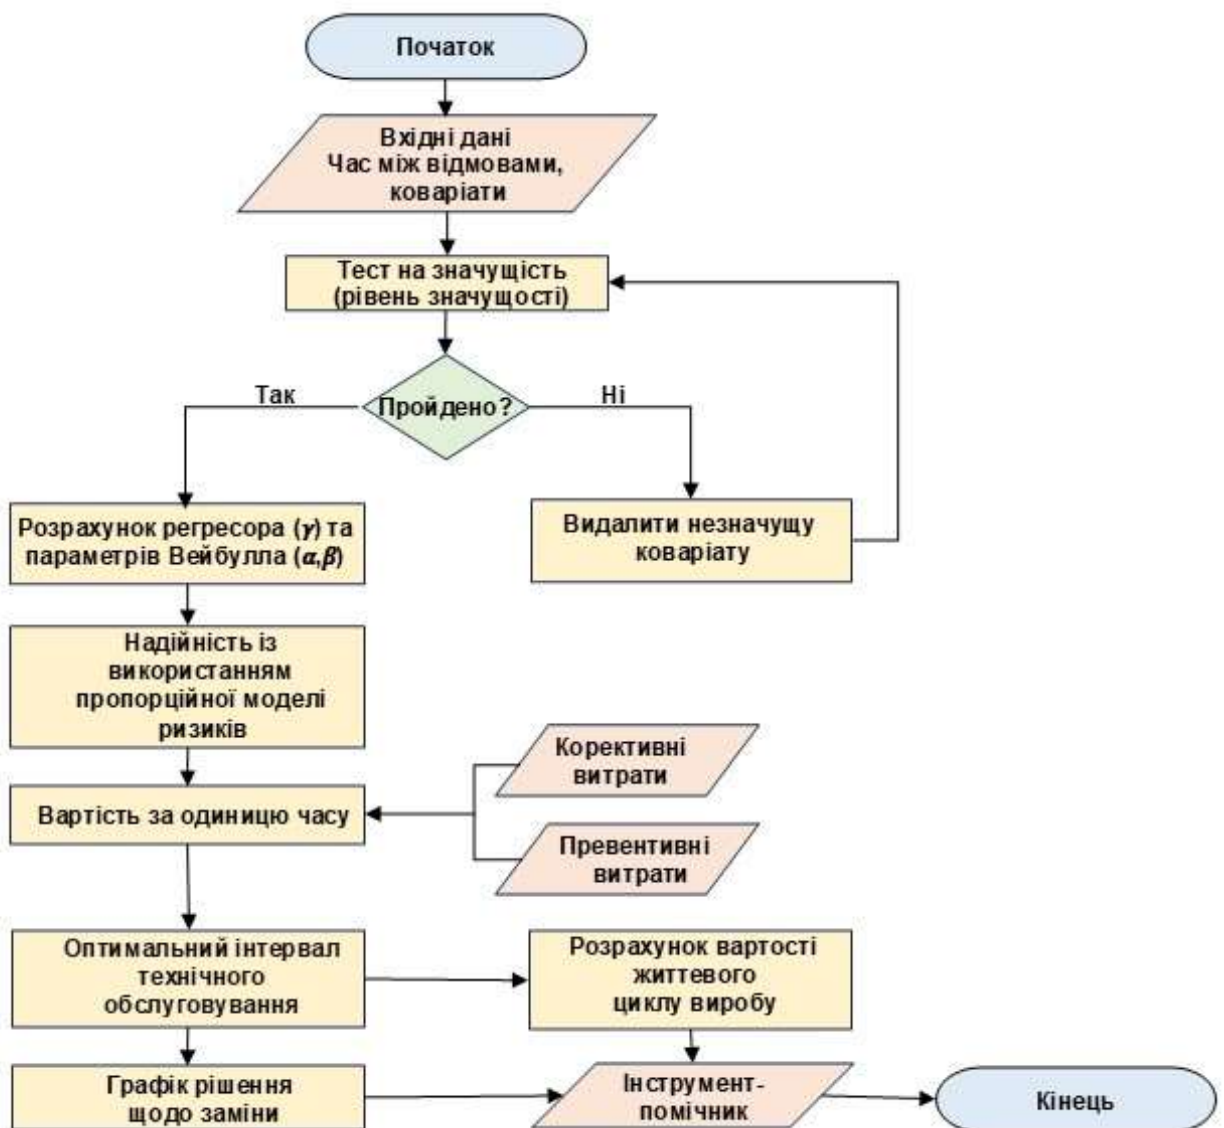 Початок
Вхідні дані
Час між відмовами,
коваріати
Тест на значущість
(рівень значущості)
Так
Пройдено?
Ні
Розрахунок регресора (γ) та
параметрів Вейбулла (α,β)
Видалити незначущу
коваріату
Надійність із
використанням
пропорційної моделі
ризиків
Корективні
витрати
Вартість за одиницю часу
Превентивні
витрати
Оптимальний інтервал
технічного
обслуговування
Розрахунок вартості
життєвого
циклу виробу
Графік рішення
щодо заміни
Інструмент-
помічник
Кінець